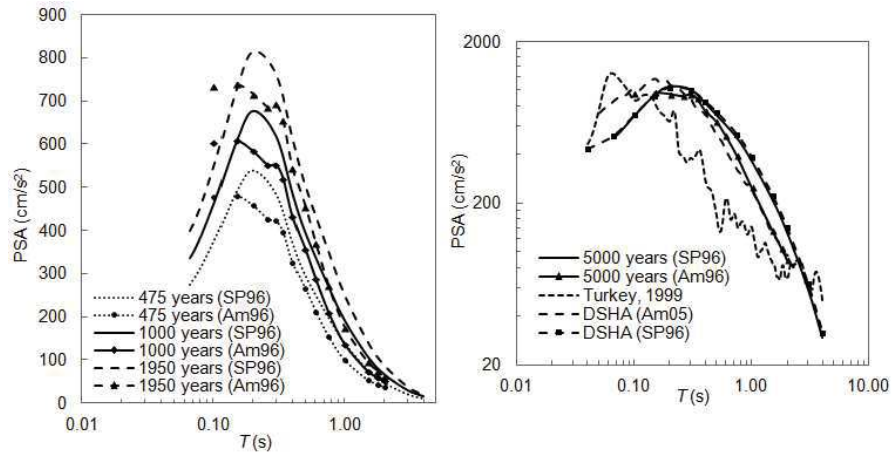 900
800
700
600
500
400
300
200
100
0
PSA (cm/s²)
475 years (SP96)
475 years (Am96)
1000 years (SP96)
1000 years (Am96)
1950 years (SP96)
1950 years (Am96)
0.01 0.10 1.00
T (s)
2000
200
20
PSA (cm/s²)
5000 years (SP96)
5000 years (Am96)
Turkey, 1999
DSHA (Am05)
DSHA (SP96)
0.01 0.10 1.00 10.00
T (s)